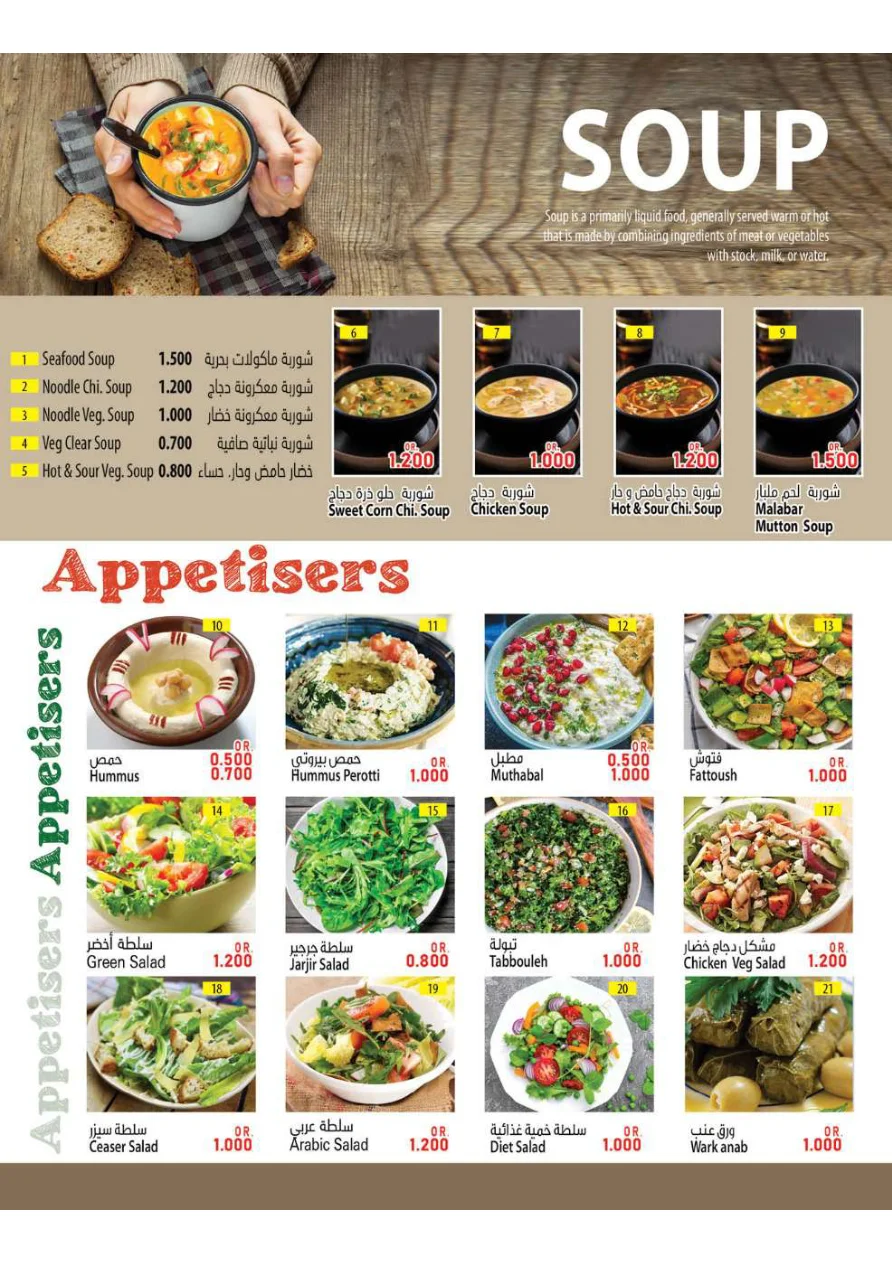 SOUP
Soup is a primarily liquid food, generally served warm or hot
that is made by combining ingredients of meat or vegetables
with stock, milk, or water.
1 Seafood Soup 1.500 شوربة ماكولات بحرية
2 Noodle Chi. Soup 1.200 شوربة معكرونة دجاج
3 Noodle Veg. Soup 1.000 شوربة معكرونة خضار
4 Veg Clear Soup 0.700 شوربة نباتية صافية
5 Hot & Sour Veg. Soup 0.800 خضار حامض وحار. حساء
6
OR.
1.200
شوربة حلو ذرة دجاج
Sweet Corn Chi. Soup
7
OR.
1.000
شوربة دجاج
Chicken Soup
8
OR.
1.200
شوربة دجاج حامض و حار
Hot & Sour Chi. Soup
9
OR.
1.500
شوربة لحم مليار
Malabar
Mutton Soup
Appetisers
Appetisers
Appetisers
10
حمص
Hummus
OR.
0.500
0.700
11
حمص بيروتي
Hummus Perotti
OR.
1.000
12
مطبل
Muthabal
OR.
0.500
1.000
13
فتوش
Fattoush
OR.
1.000
14
سلطة أخضر
Green Salad
OR.
1.200
15
سلطة جرجير
Jarjir Salad
OR.
0.800
16
تبولة
Tabbouleh
OR.
1.000
17
مشكل دجاج خضار
Chicken Veg Salad
OR.
1.200
18
سلطة سيزر
Ceaser Salad
OR.
1.000
19
سلطة عربي
Arabic Salad
OR.
1.200
20
سلطة خمية غذائية
Diet Salad
OR.
1.000
21
ورق عنب
Wark anab
OR.
1.000